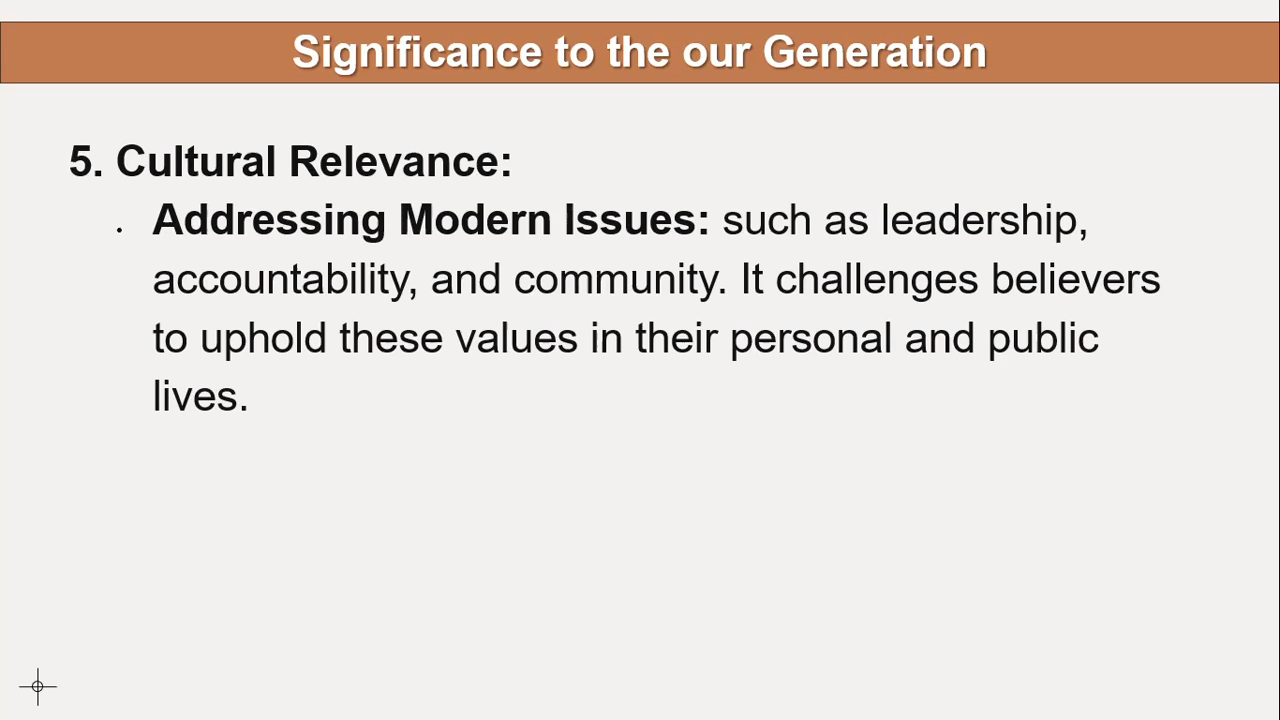 Significance to the our Generation
5. Cultural Relevance:
. Addressing Modern Issues: such as leadership,
accountability, and community. It challenges believers
to uphold these values in their personal and public
lives.